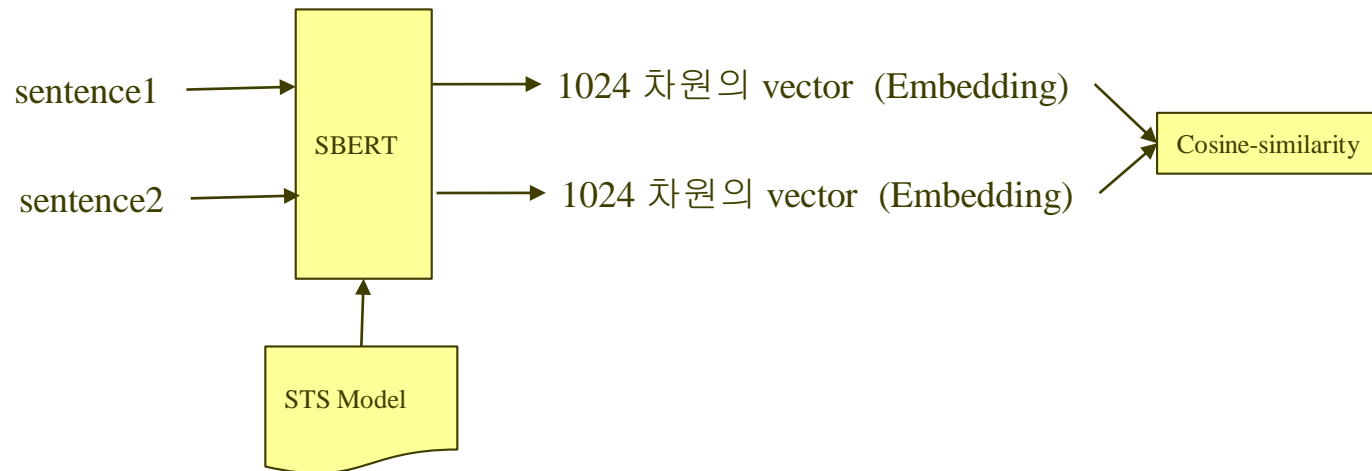 sentence1
SBERT
1024 차원의 vector (Embedding)
Cosine-similarity
sentence2
1024 차원의 vector (Embedding)
STS Model